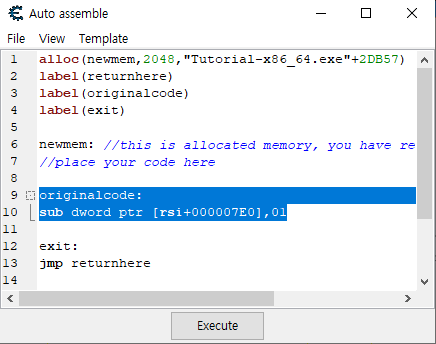 Auto assemble
File View Template
1 alloc(newmem,2048,"Tutorial-x86_64.exe"+2DB57)
2 label(returnhere)
3 label(originalcode)
4 label(exit)
5
6 newmem: //this is allocated memory, you have re
7 //place your code here
8
9 originalcode:
10 sub dword ptr [rsi+000007E0],01
11
12 exit:
13 jmp returnhere
Execute